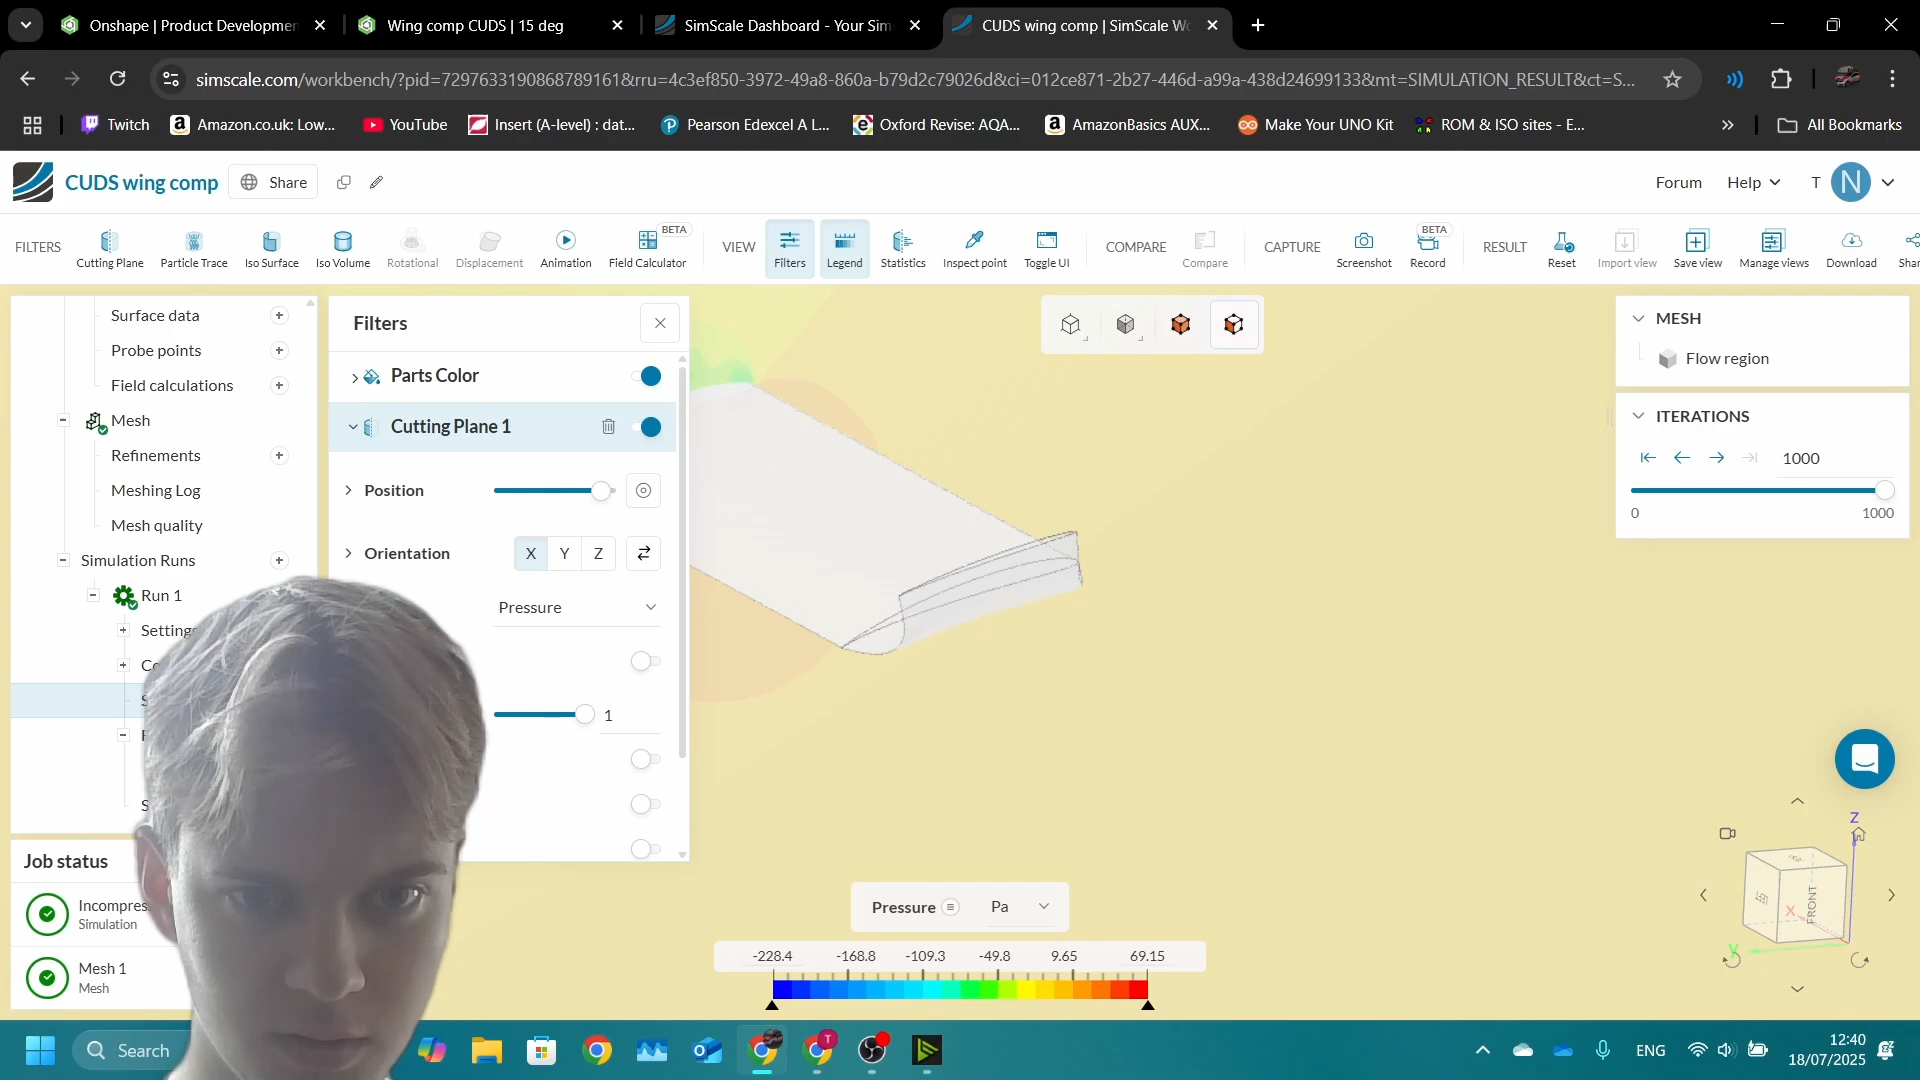 Onshape | Product Developmen
Wing comp CUDS | 15 deg
SimScale Dashboard - Your Sim
CUDS wing comp | SimScale Wo
simscale.com/workbench/?pid=7297633190868789161&rru=4c3ef850-3972-49a8-860a-b79d2c79026d&ci=012ce871-2b27-446d-a99a-438d24699133&mt=SIMULATION_RESULT&ct=S...
Twitch
Amazon.co.uk: Low...
YouTube
Insert (A-level) : dat...
Pearson Edexcel A L...
Oxford Revise: AQA...
AmazonBasics AUX...
Make Your UNO Kit
ROM & ISO sites - E...
All Bookmarks
CUDS wing comp
Share
Forum
Help
T
N
FILTERS
Cutting Plane
Particle Trace
Iso Surface
Iso Volume
Rotational
Displacement
Animation
BETA
Field Calculator
VIEW
Filters
Legend
Statistics
Inspect point
Toggle UI
COMPARE
Compare
CAPTURE
Screenshot
BETA
Record
RESULT
Reset
Import view
Save view
Manage views
Download
Shar
Surface data
Probe points
Field calculations
Mesh
Refinements
Meshing Log
Mesh quality
Simulation Runs
Run 1
Settings
Filters
Parts Color
Cutting Plane 1
Position
Orientation
X
Y
Z
Pressure
1
MESH
Flow region
ITERATIONS
1000
0
1000
Job status
Incompres
Simulation
Mesh 1
Mesh
Pressure
Pa
-228.4
-168.8
-109.3
-49.8
9.65
69.15
Z
FRONT
X
Y
Search
ENG
12:40
18/07/2025